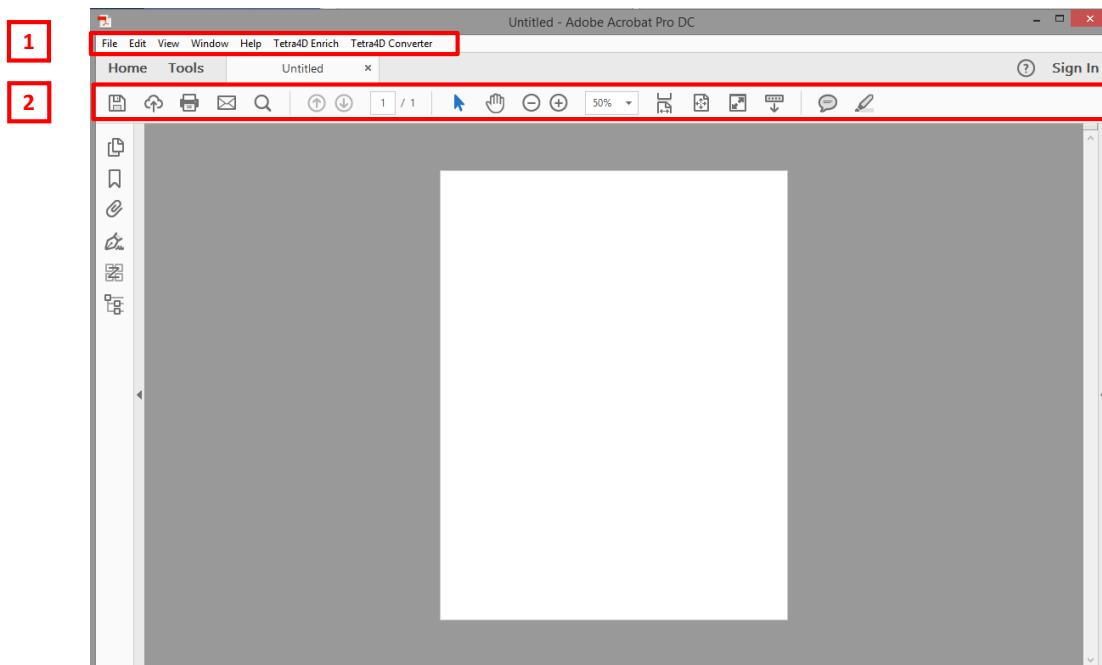 Untitled - Adobe Acrobat Pro DC
1
File Edit View Window Help Tetra4D Enrich Tetra4D Converter
Home Tools Untitled × ? Sign In
2
1 / 1 50%